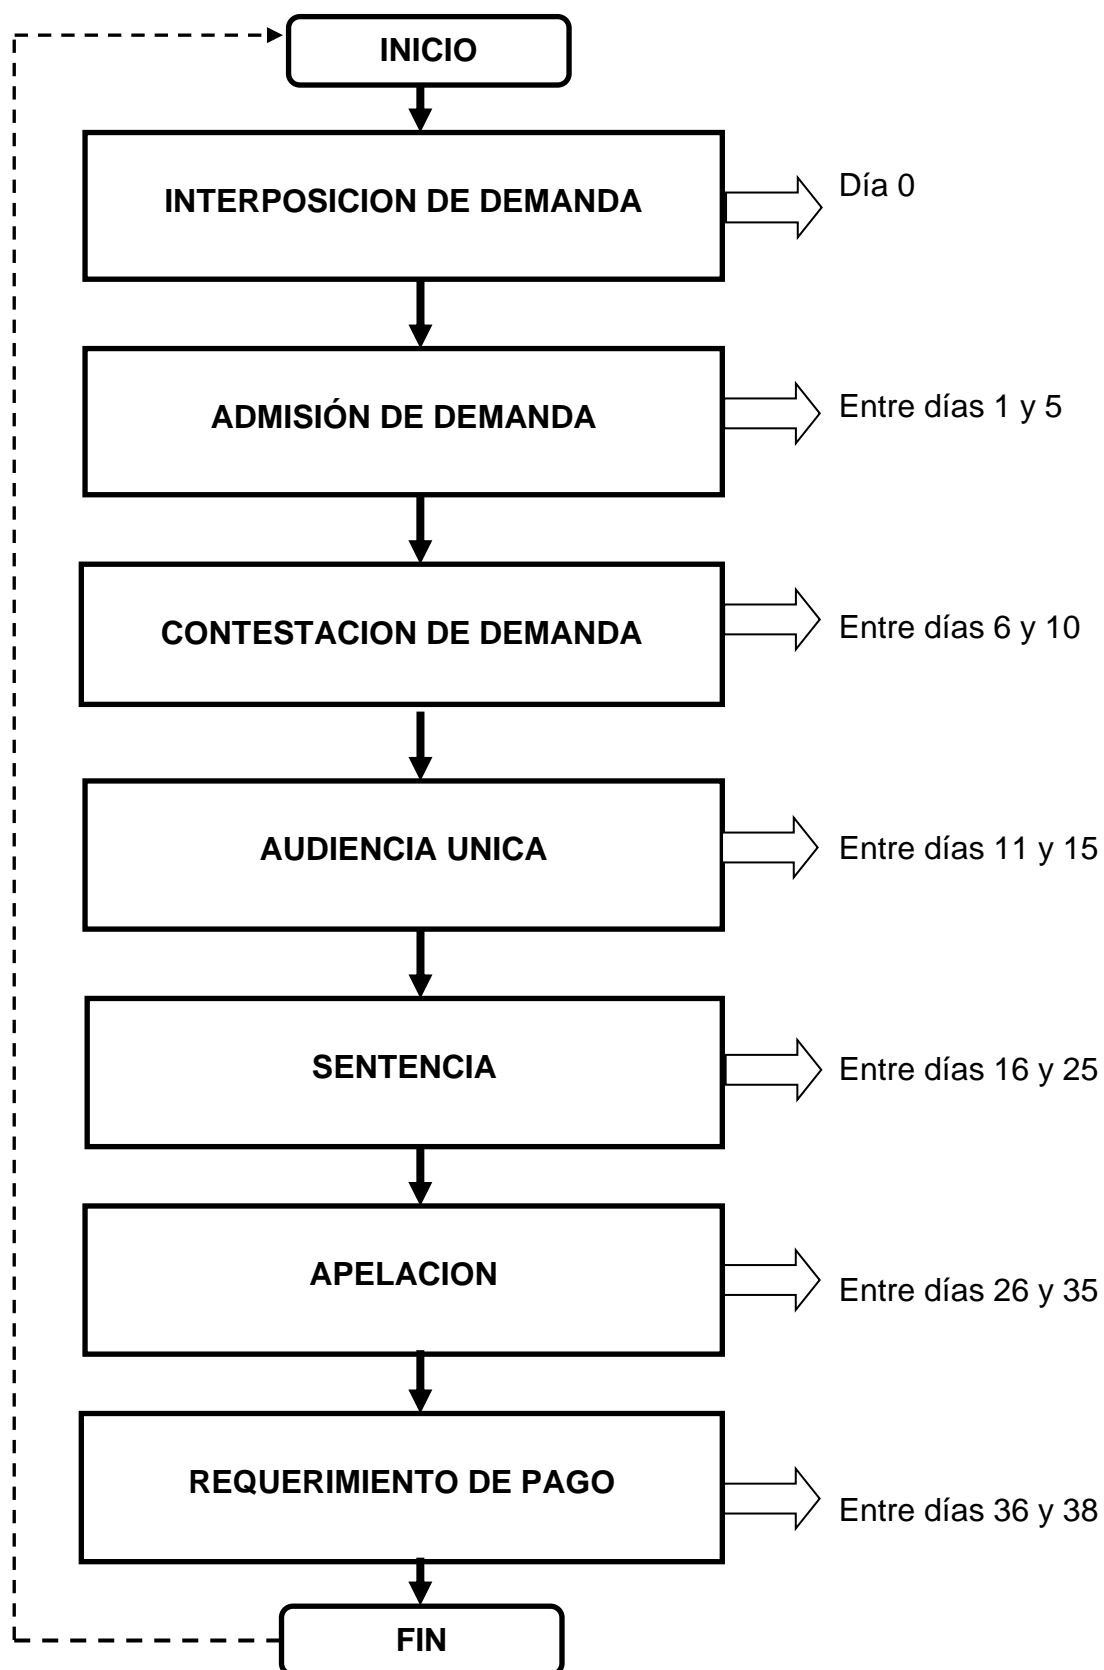 INICIO
INTERPOSICION DE DEMANDA
Día 0
ADMISIÓN DE DEMANDA
Entre días 1 y 5
CONTESTACION DE DEMANDA
Entre días 6 y 10
AUDIENCIA UNICA
Entre días 11 y 15
SENTENCIA
Entre días 16 y 25
APELACION
Entre días 26 y 35
REQUERIMIENTO DE PAGO
Entre días 36 y 38
FIN